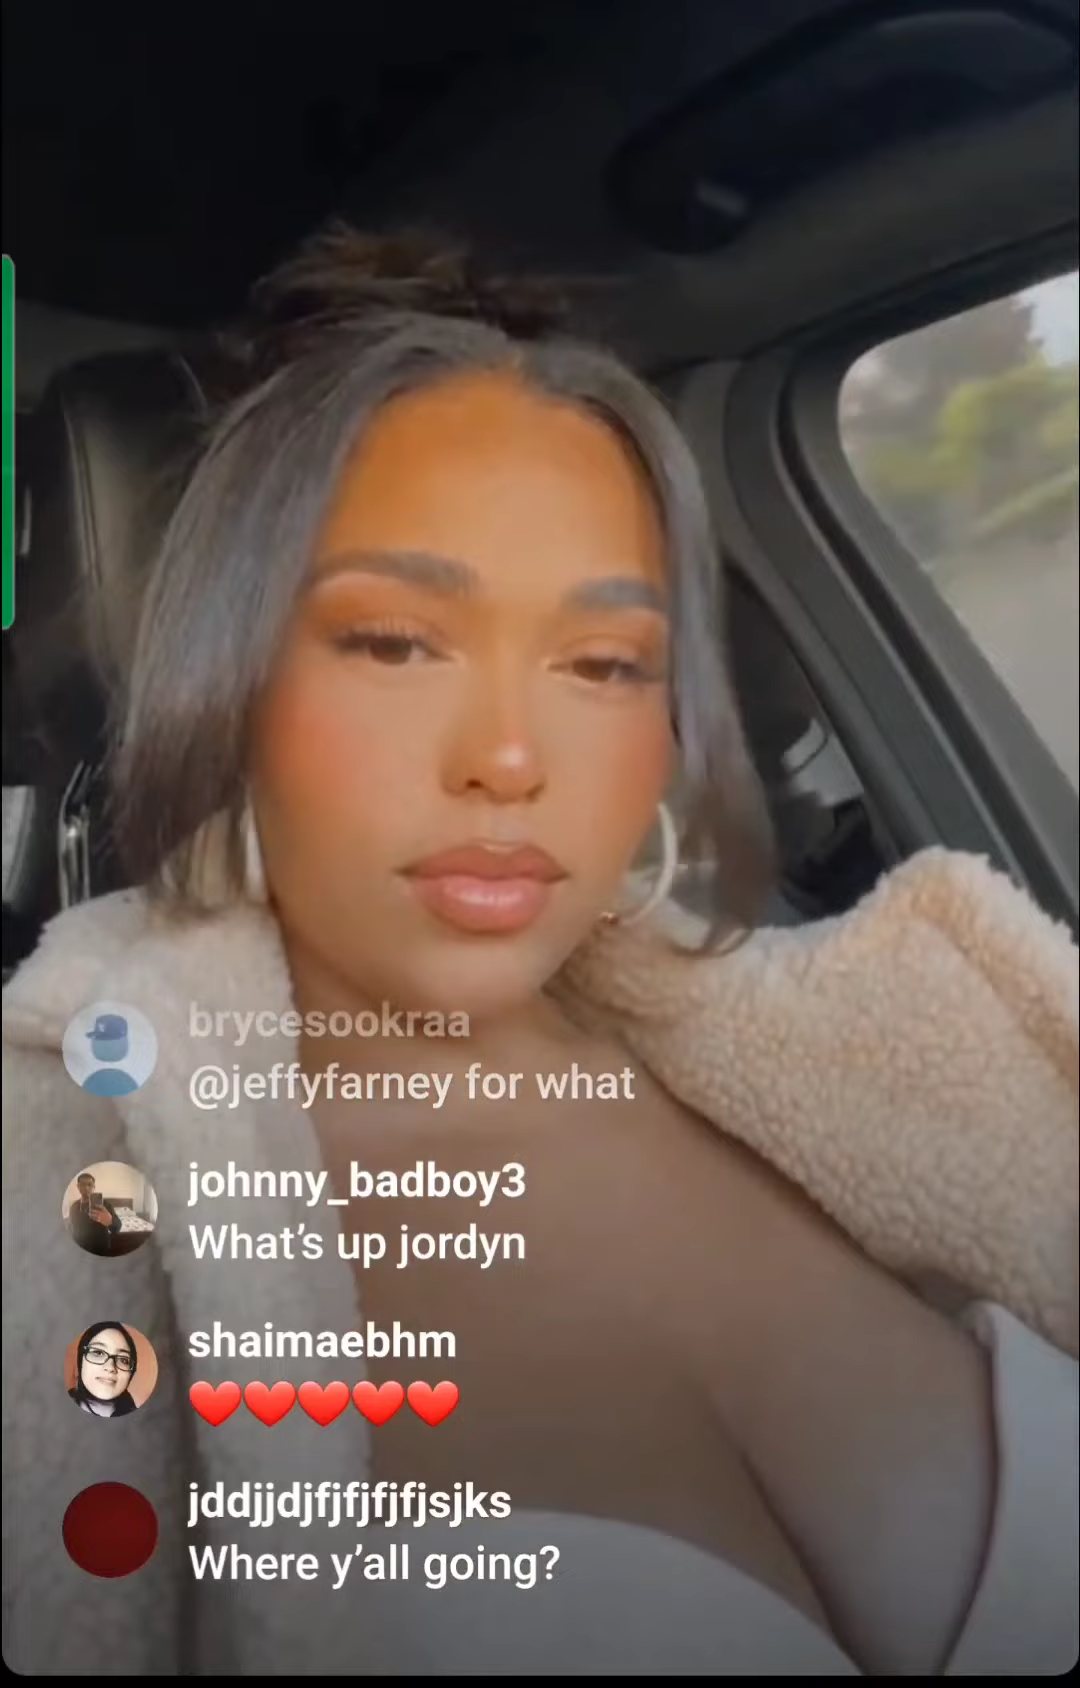 brycesookraa
@jeffyfarney for what
johnny_badboy3
What's up jordyn
shaimaebhm
❤️❤️❤️❤️❤️
jddjjdjfjfjfjfjsjks
Where y'all going?